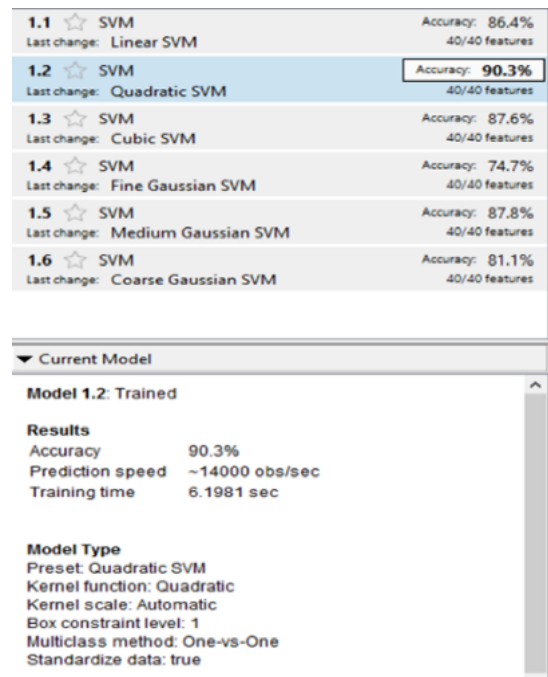 1.1 SVM Accuracy: 86.4%
Last change: Linear SVM 40/40 features
1.2 SVM Accuracy: 90.3%
Last change: Quadratic SVM 40/40 features
1.3 SVM Accuracy: 87.6%
Last change: Cubic SVM 40/40 features
1.4 SVM Accuracy: 74.7%
Last change: Fine Gaussian SVM 40/40 features
1.5 SVM Accuracy: 87.8%
Last change: Medium Gaussian SVM 40/40 features
1.6 SVM Accuracy: 81.1%
Last change: Coarse Gaussian SVM 40/40 features
Current Model
Model 1.2: Trained
Results
Accuracy 90.3%
Prediction speed ~14000 obs/sec
Training time 6.1981 sec
Model Type
Preset: Quadratic SVM
Kernel function: Quadratic
Kernel scale: Automatic
Box constraint level: 1
Multiclass method: One-vs-One
Standardize data: true